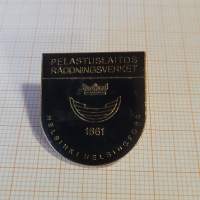 PELASTUSLAITOS
RÄDDNINGSVERKET
1861
HELSINKI HELSINGFORS